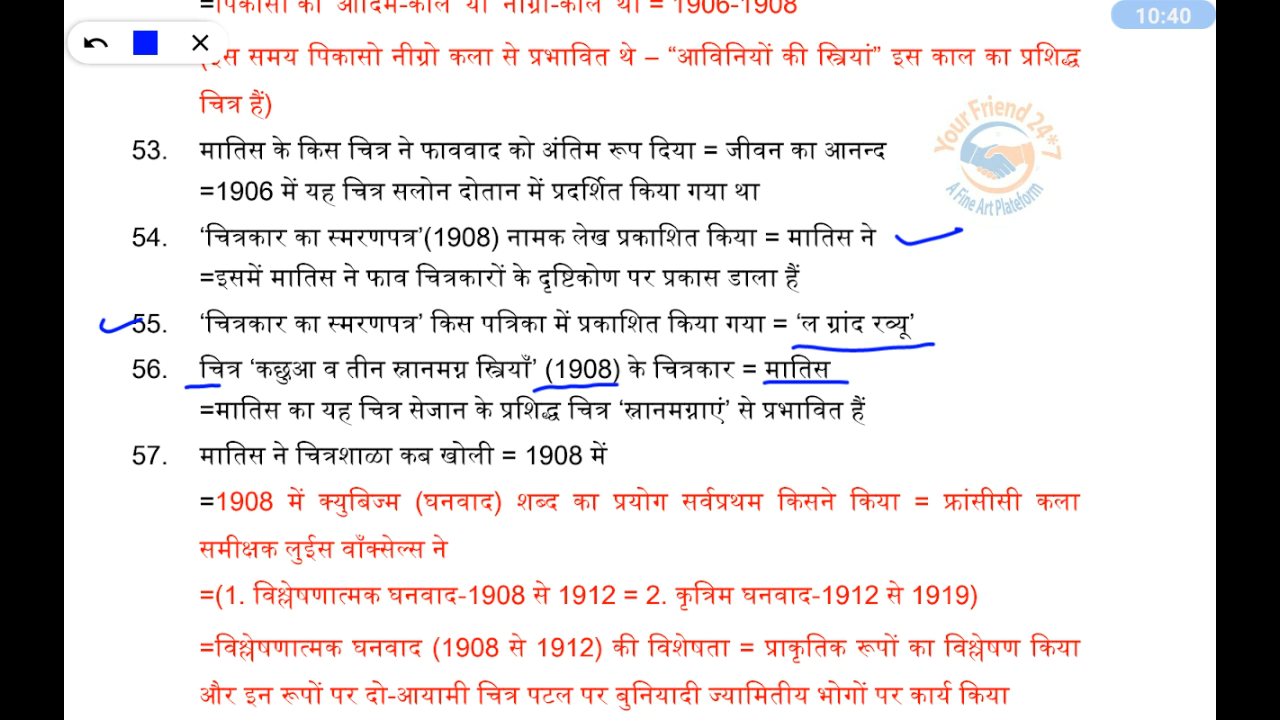 =पिकासो का आदिम-काल या नीग्रो-काल था = 1906-1908
10:40
(इस समय पिकासो नीग्रो कला से प्रभावित थे – “आविनियों की स्त्रियां” इस काल का प्रशिद्ध
चित्र हैं)
Your Friend 24*7
A Fine Art Plateform
53. मातिस के किस चित्र ने फाववाद को अंतिम रूप दिया = जीवन का आनन्द
=1906 में यह चित्र सलोन दोतान में प्रदर्शित किया गया था
54. ‘चित्रकार का स्मरणपत्र’(1908) नामक लेख प्रकाशित किया = मातिस ने
=इसमें मातिस ने फाव चित्रकारों के दृष्टिकोण पर प्रकास डाला हैं
55. ‘चित्रकार का स्मरणपत्र’ किस पत्रिका में प्रकाशित किया गया = ‘ल ग्रांद रव्यू’
56. चित्र ‘कछुआ व तीन स्नानमग्न स्त्रियाँ’ (1908) के चित्रकार = मातिस
=मातिस का यह चित्र सेजान के प्रशिद्ध चित्र ‘स्नानमग्नाएं’ से प्रभावित हैं
57. मातिस ने चित्रशाळा कब खोली = 1908 में
=1908 में क्युबिज्म (घनवाद) शब्द का प्रयोग सर्वप्रथम किसने किया = फ्रांसीसी कला
समीक्षक लुईस वॉक्सेल्स ने
=(1. विश्लेषणात्मक घनवाद-1908 से 1912 = 2. कृत्रिम घनवाद-1912 से 1919)
=विश्लेषणात्मक घनवाद (1908 से 1912) की विशेषता = प्राकृतिक रूपों का विश्लेषण किया
और इन रूपों पर दो-आयामी चित्र पटल पर बुनियादी ज्यामितीय भोगों पर कार्य किया